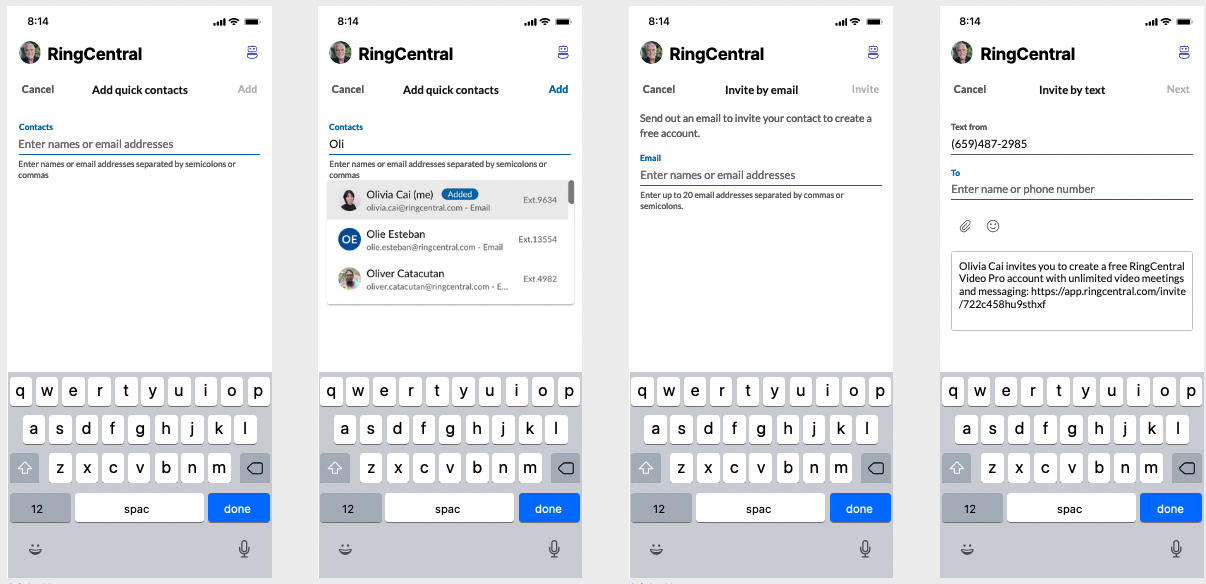 8:14
RingCentral
Cancel
Add quick contacts
Add
Contacts
Enter names or email addresses
Enter names or email addresses separated by semicolons or
commas
q w e r t y u i o p
a s d f g h j k l
z x c v b n m
12
spac
done
8:14
RingCentral
Cancel
Add quick contacts
Add
Contacts
Oli
Enter names or email addresses separated by semicolons or
commas
Olivia Cai (me) Added
olivia.cai@ringcentral.com - Email
Ext.9634
OE
Olie Esteban
olie.esteban@ringcentral.com - Email
Ext.13554
Oliver Catacutan
oliver.catacutan@ringcentral.com - E...
Ext.4982
q w e r t y u i o p
a s d f g h j k l
z x c v b n m
12
spac
done
8:14
RingCentral
Cancel
Invite by email
Invite
Send out an email to invite your contact to create a
free account.
Email
Enter names or email addresses
Enter up to 20 email addresses separated by commas or
semicolons.
q w e r t y u i o p
a s d f g h j k l
z x c v b n m
12
spac
done
8:14
RingCentral
Cancel
Invite by text
Next
Text from
(659)487-2985
To
Enter name or phone number
Olivia Cai invites you to create a free RingCentral
Video Pro account with unlimited video meetings
and messaging: https://app.ringcentral.com/invite
/722c458hu9sthxf
q w e r t y u i o p
a s d f g h j k l
z x c v b n m
12
spac
done